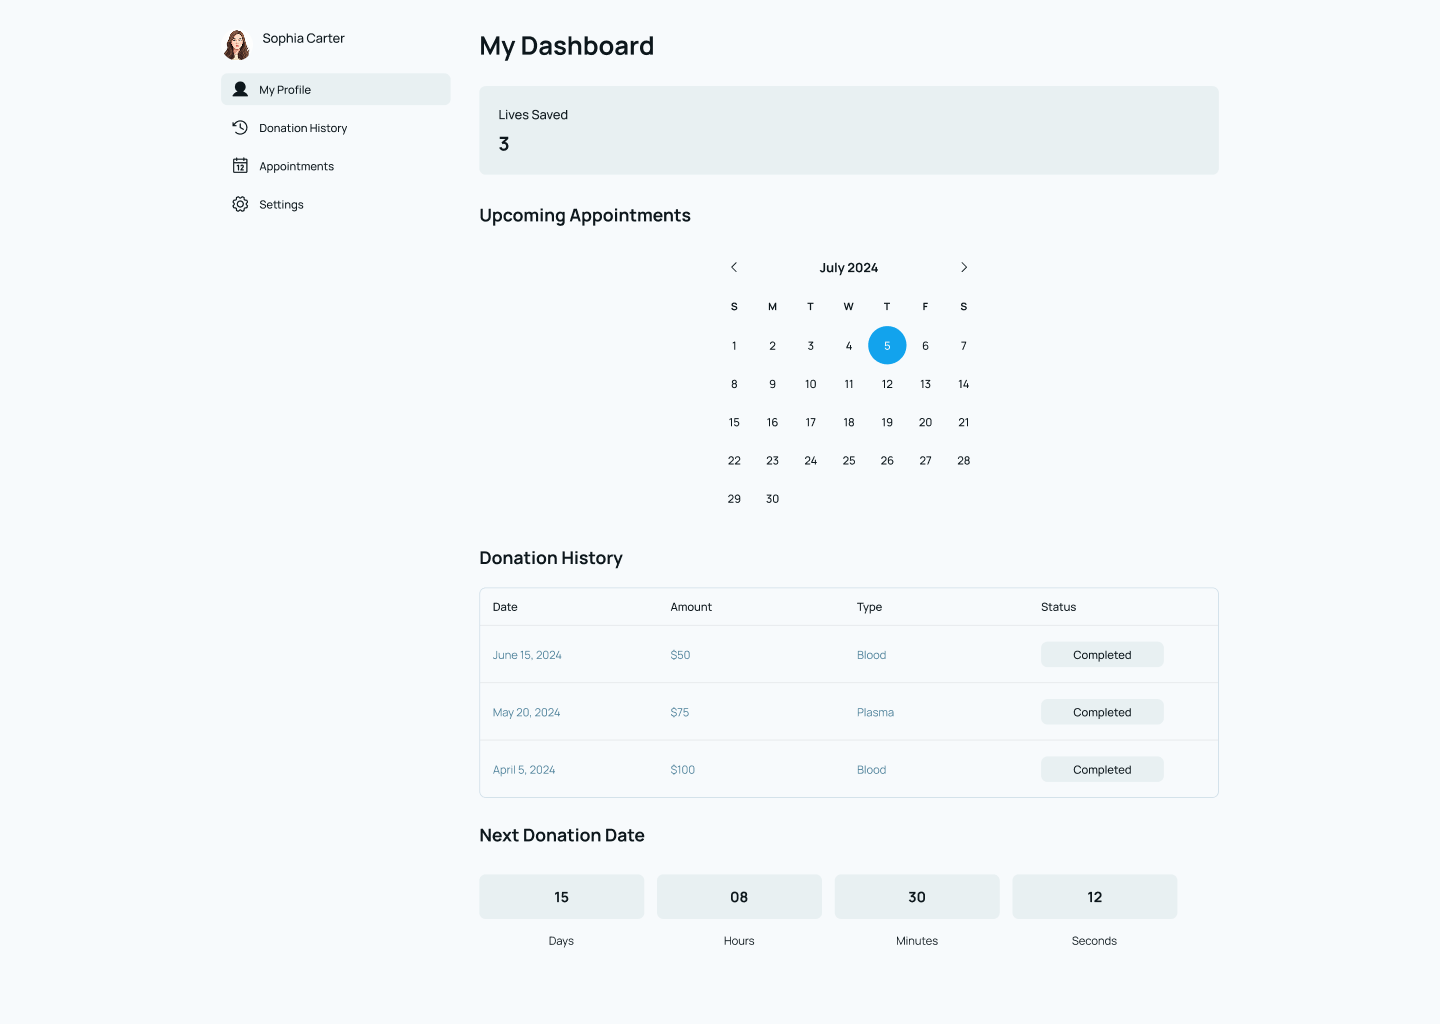 Sophia Carter
My Profile
Donation History
12
Appointments
Settings
My Dashboard
Lives Saved
3
Upcoming Appointments
July 2024
S M T W T F S
1 2 3 4 5 6 7
8 9 10 11 12 13 14
15 16 17 18 19 20 21
22 23 24 25 26 27 28
29 30
Donation History
Date Amount Type Status
June 15, 2024 $50 Blood Completed
May 20, 2024 $75 Plasma Completed
April 5, 2024 $100 Blood Completed
Next Donation Date
15 08 30 12
Days Hours Minutes Seconds